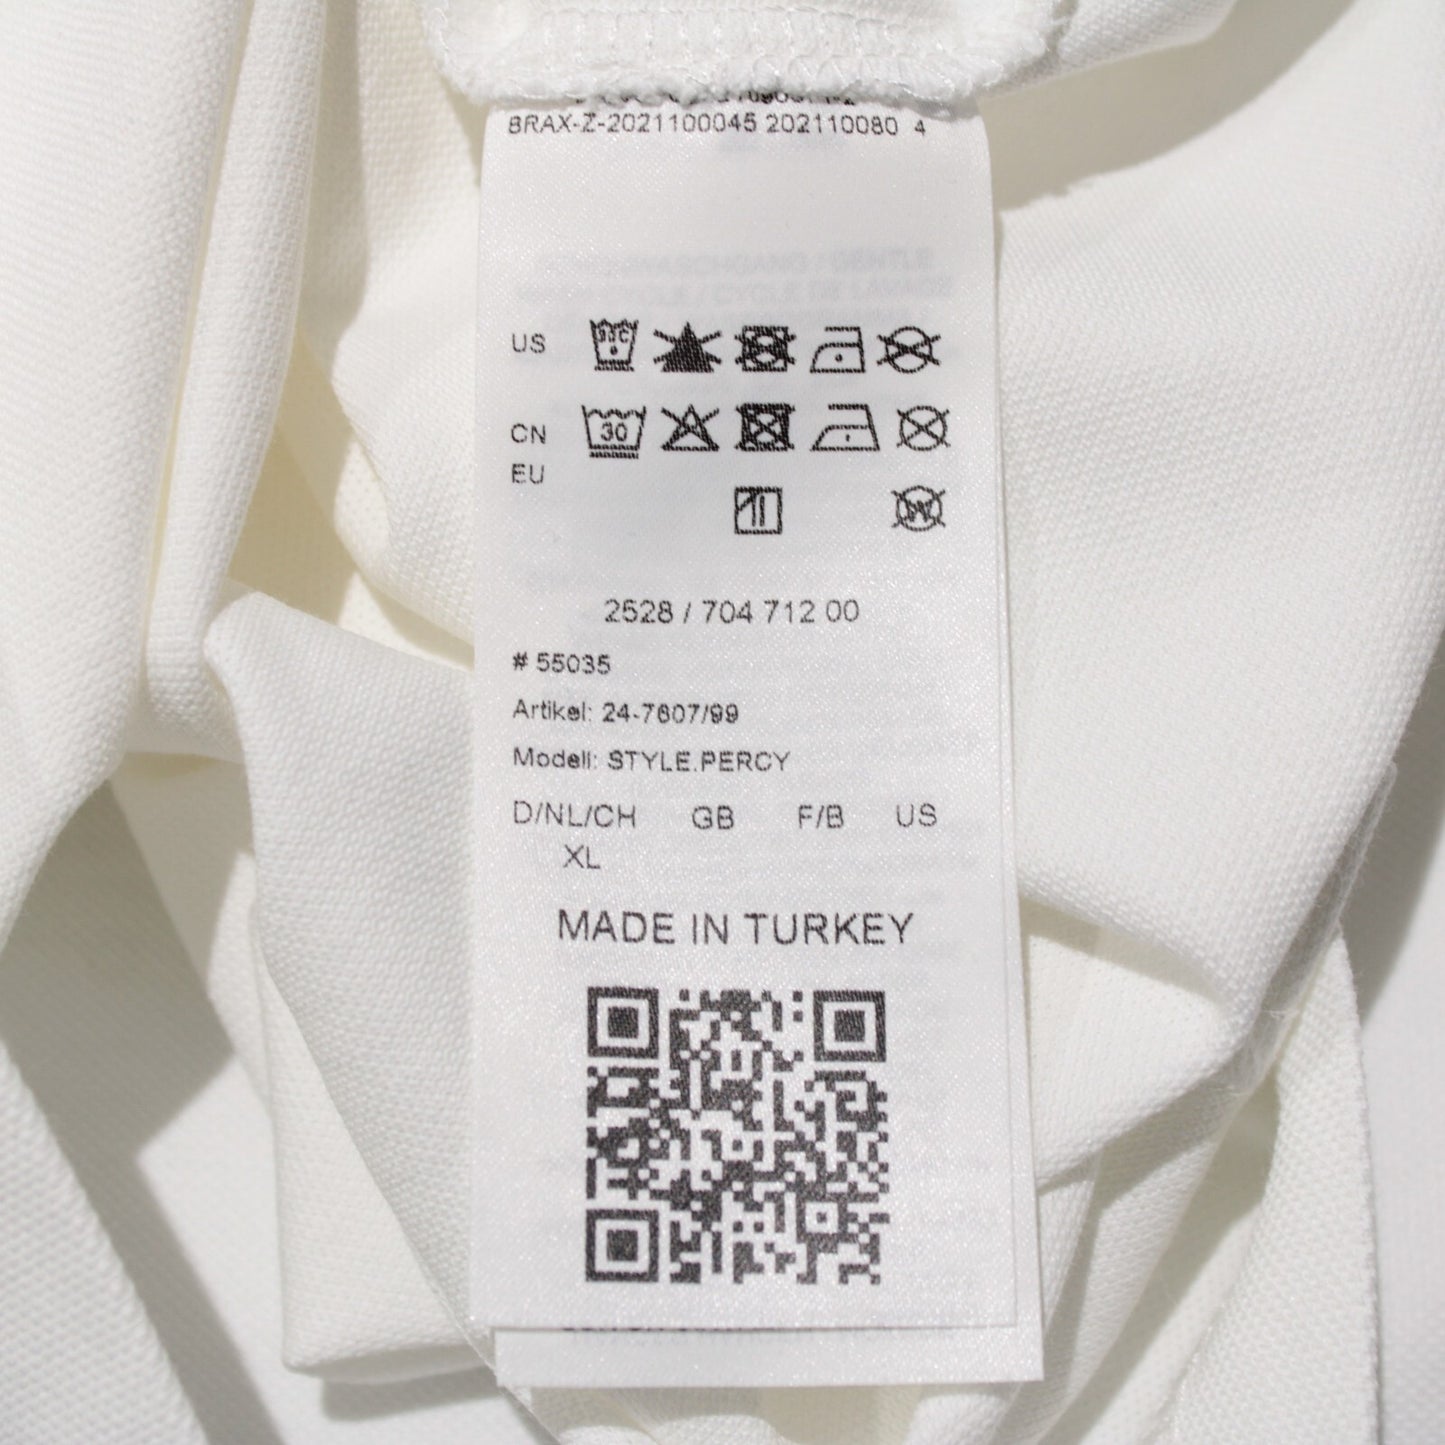 BRAX-Z-2021100045 202110080 4
US
CN
30
EU
W
2528 / 704 712 00
# 55035
Artikel: 24-7607/99
Modell: STYLE.PERCY
D/NL/CH GB F/B US
XL
MADE IN TURKEY